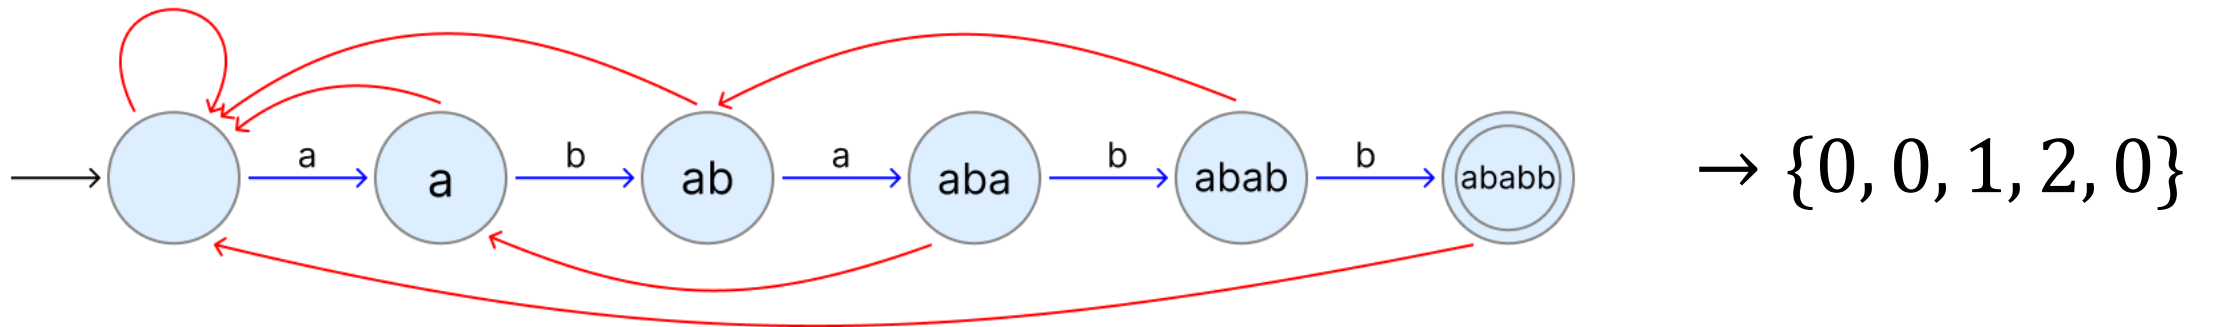 a b a b b
a ab aba abab ababb → {0, 0, 1, 2, 0}